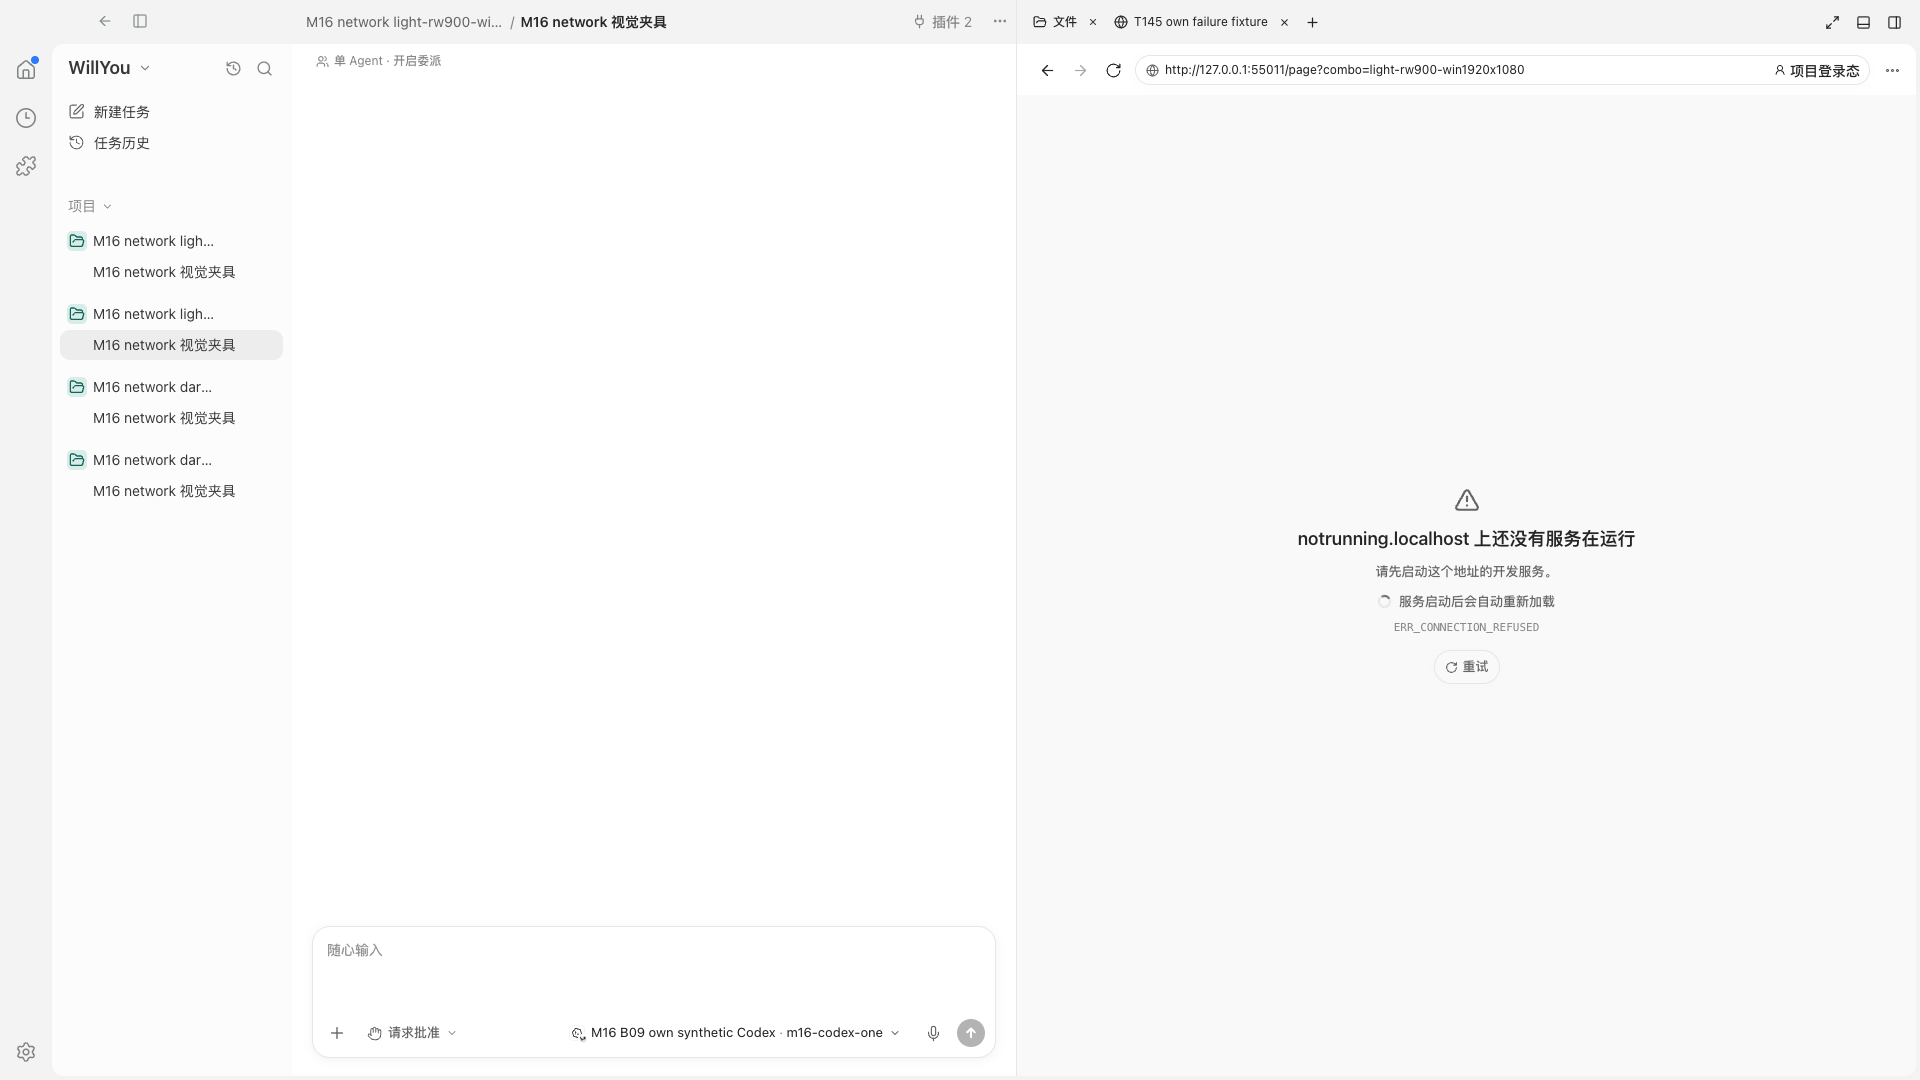 M16 network light-rw900-wi... / M16 network 视觉夹具
插件 2
文件
T145 own failure fixture
WillYou
单 Agent · 开启委派
http://127.0.0.1:55011/page?combo=light-rw900-win1920x1080
项目登录态
新建任务
任务历史
项目
M16 network ligh...
M16 network 视觉夹具
M16 network ligh...
M16 network 视觉夹具
M16 network dar...
M16 network 视觉夹具
M16 network dar...
M16 network 视觉夹具
notrunning.localhost 上还没有服务在运行
请先启动这个地址的开发服务。
服务启动后会自动重新加载
ERR_CONNECTION_REFUSED
重试
随心输入
请求批准
M16 B09 own synthetic Codex · m16-codex-one